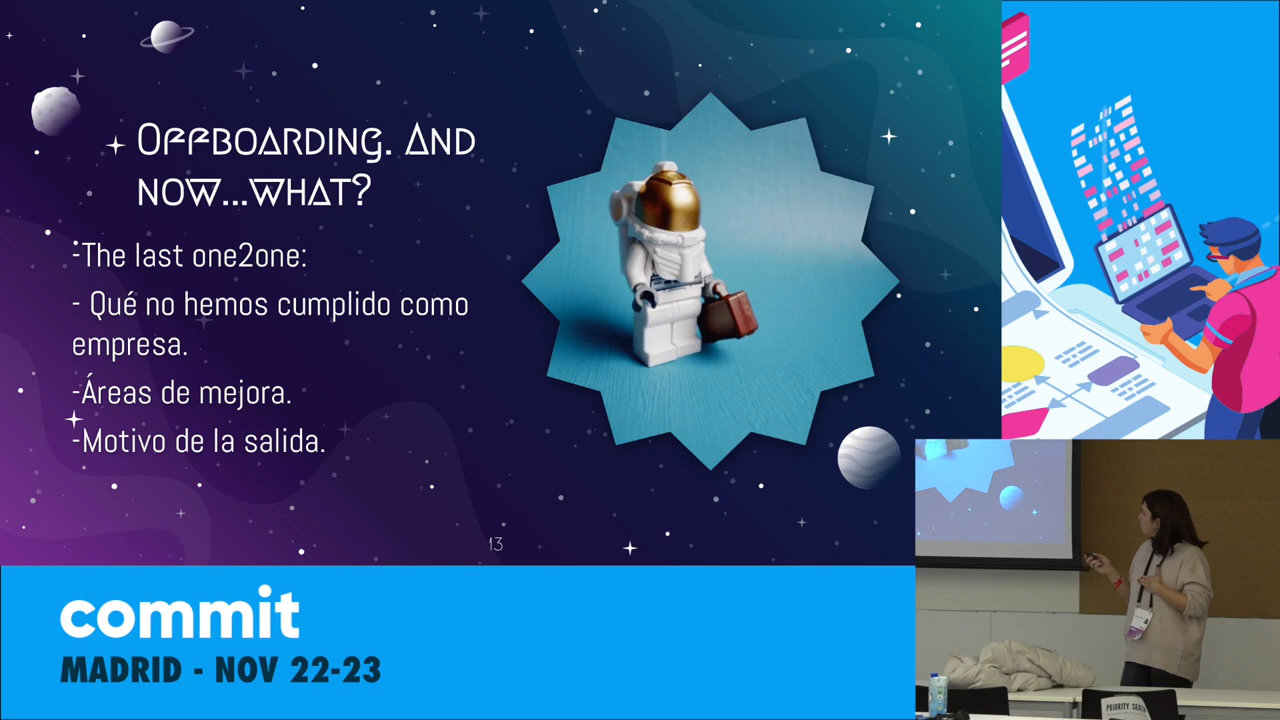 Offboarding. And
now...what?
-The last one2one:
- Qué no hemos cumplido como
empresa.
-Áreas de mejora.
-Motivo de la salida.
13
commit
MADRID - NOV 22-23
PRIORITY SEATI